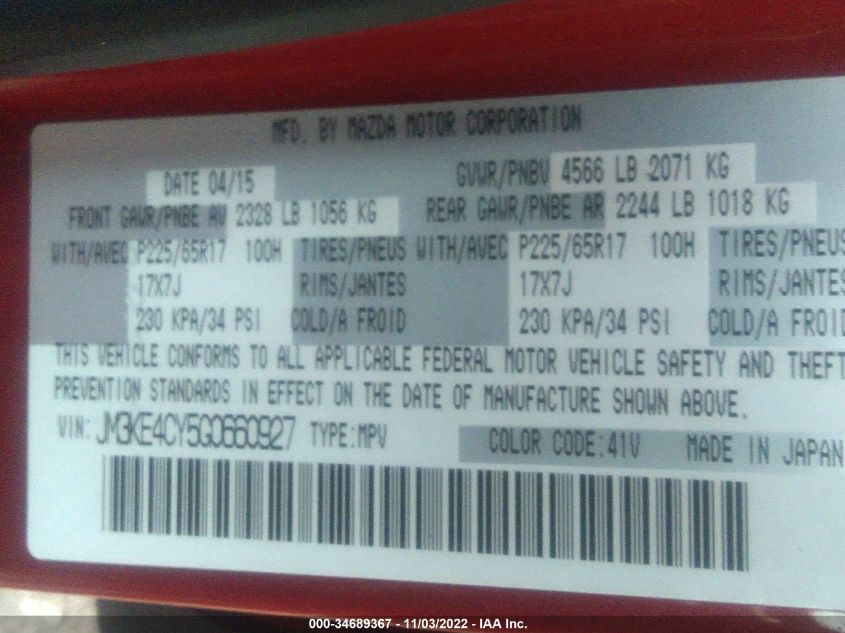 MFD. BY MAZDA MOTOR CORPORATION
DATE 04/15 GVWR/PNBV 4566 LB 2071 KG
FRONT GAWR/PNBE AV 2328 LB 1056 KG REAR GAWR/PNBE AR 2244 LB 1018 KG
WITH/AVEC P225/65R17 100H TIRES/PNEUS WITH/AVEC P225/65R17 100H TIRES/PNEUS
17X7J RIMS/JANTES 17X7J RIMS/JANTES
230 KPA/34 PSI COLD/A FROID 230 KPA/34 PSI COLD/A FROID
THIS VEHICLE CONFORMS TO ALL APPLICABLE FEDERAL MOTOR VEHICLE SAFETY AND THEFT
PREVENTION STANDARDS IN EFFECT ON THE DATE OF MANUFACTURE SHOWN ABOVE.
VIN: JM3KE4CY5G0660927 TYPE:MPV COLOR CODE:41V MADE IN JAPAN
000-34689367 - 11/03/2022 - IAA Inc.